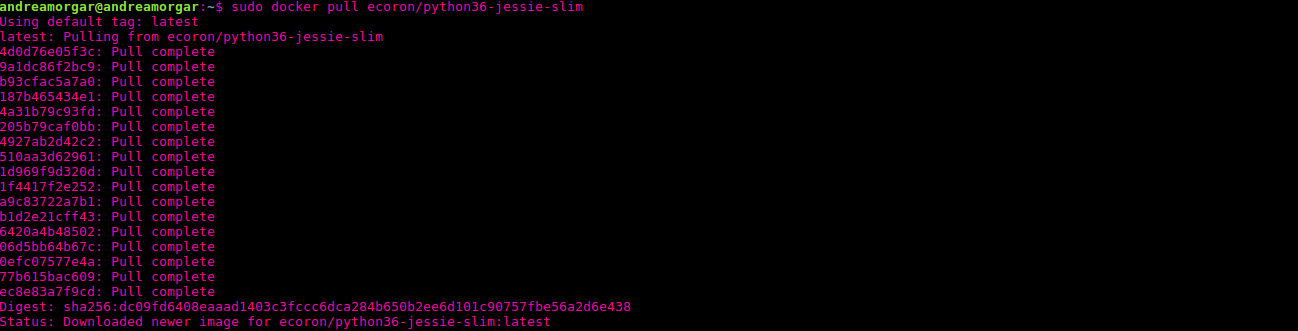 andreamorgar@andreamorgar:~$ sudo docker pull ecoron/python36-jessie-slim
Using default tag: latest
latest: Pulling from ecoron/python36-jessie-slim
4d0d76e05f3c: Pull complete
9a1dc86f2bc9: Pull complete
b93cfac5a7a0: Pull complete
187b465434e1: Pull complete
4a31b79c93fd: Pull complete
205b79caf0bb: Pull complete
4927ab2d42c2: Pull complete
510aa3d62961: Pull complete
1d969f9d320d: Pull complete
1f4417f2e252: Pull complete
a9c83722a7b1: Pull complete
b1d2e21cff43: Pull complete
6420a4b48502: Pull complete
06d5bb64b67c: Pull complete
0efc07577e4a: Pull complete
77b615bac609: Pull complete
ec8e83a7f9cd: Pull complete
Digest: sha256:dc09fd6408eaaad1403c3fccc6dca284b650b2ee6d101c90757fbe56a2d6e438
Status: Downloaded newer image for ecoron/python36-jessie-slim:latest